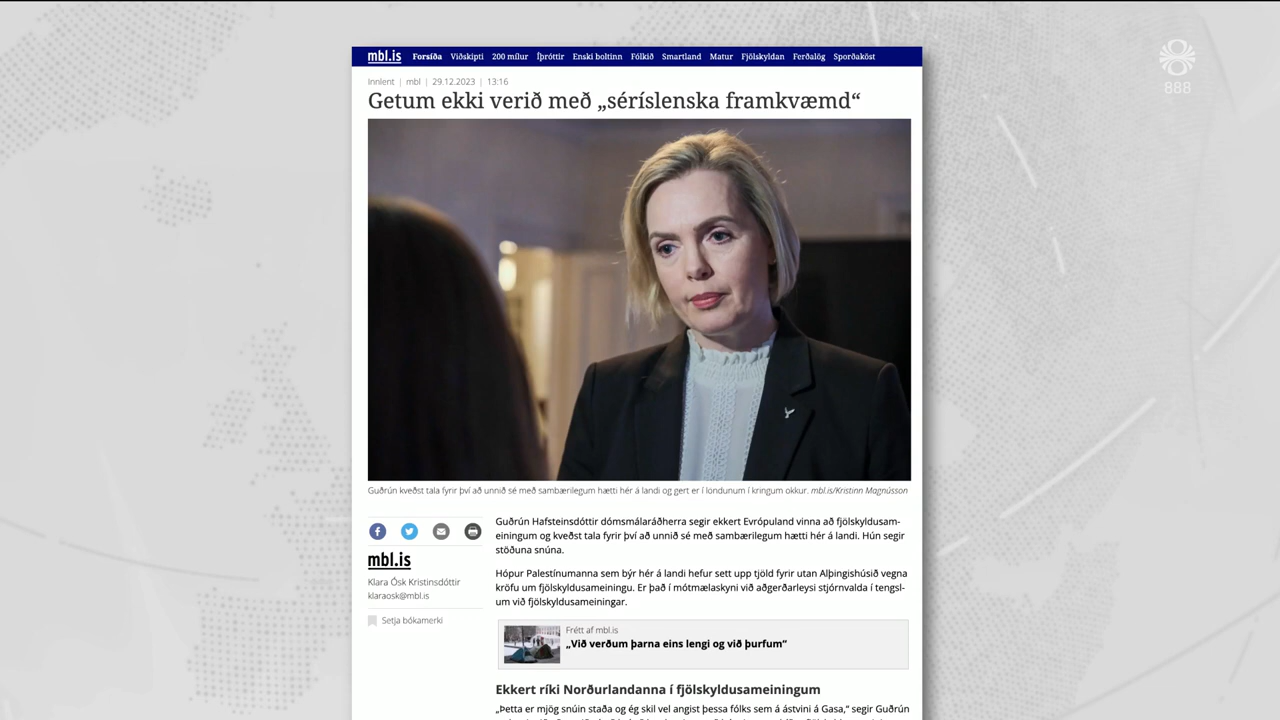 mbl.is Forsíða Viðskipti 200 mílur Íþróttir Enski boltinn Fólkið Smartland Matur Fjölskyldan Ferðalög Sporðaköst
888
Innlent | mbl | 29.12.2023 | 13:16
Getum ekki verið með „séríslenska framkvæmd“
Guðrún kveðst tala fyrir því að unnið sé með sambærilegum hætti hér á landi og gert er í löndunum í kringum okkur. mbl.is/Kristinn Magnússon
mbl.is
Klara Ósk Kristinsdóttir
klaraosk@mbl.is
Setja bókamerki
Guðrún Hafsteinsdóttir dómsmálaráðherra segir ekkert Evrópuland vinna að fjölskyldusam-
einingum og kveðst tala fyrir því að unnið sé með sambærilegum hætti hér á landi. Hún segir
stöðuna snúna.
Hópur Palestínumanna sem býr hér á landi hefur sett upp tjöld fyrir utan Alþingishúsið vegna
kröfu um fjölskyldusameiningu. Er það í mótmælaskyni við aðgerðarleysi stjórnvalda í tengsl-
um við fjölskyldusameiningar.
Frétt af mbl.is
„Við verðum þarna eins lengi og við þurfum“
Ekkert ríki Norðurlandanna í fjölskyldusameiningum
„Þetta er mjög snúin staða og ég skil vel angist þessa fólks sem á ástvini á Gasa,“ segir Guðrún